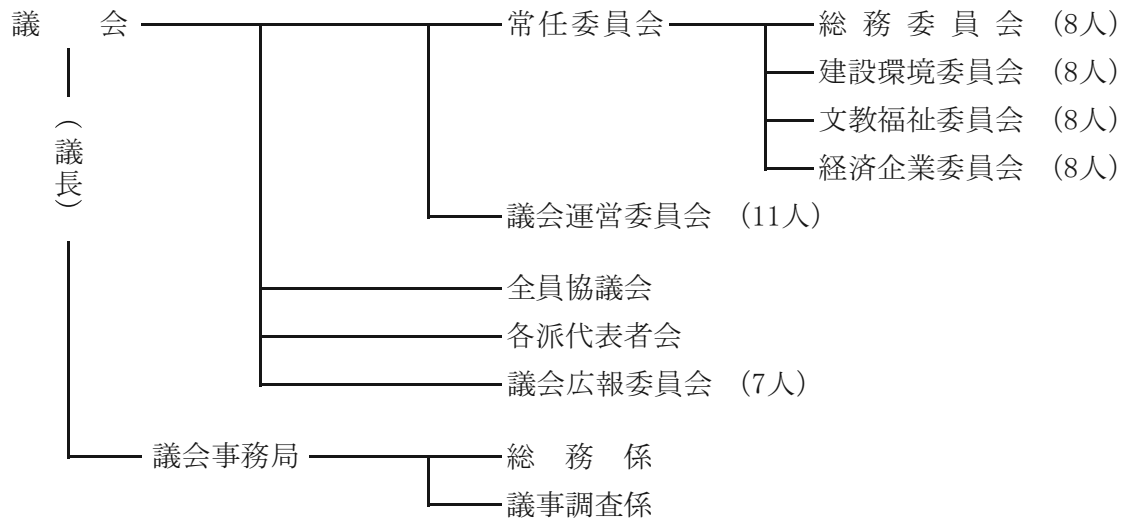 議会 常任委員会 総務委員会 (8人)
建設環境委員会 (8人)
文教福祉委員会 (8人)
経済企業委員会 (8人)
(議長)
議会運営委員会 (11人)
全員協議会
各派代表者会
議会広報委員会 (7人)
議会事務局 総務係
議事調査係